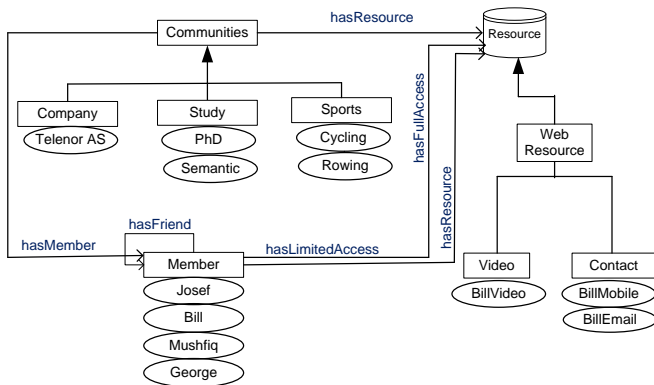 hasResource
Communities
Resource
Company
Study
Sports
Telenor AS
PhD
Cycling
Semantic
Rowing
hasFullAccess
hasResource
Web
Resource
hasFriend
hasMember
hasLimitedAccess
Member
Video
Contact
Josef
BillVideo
BillMobile
Bill
BillEmail
Mushfiq
George